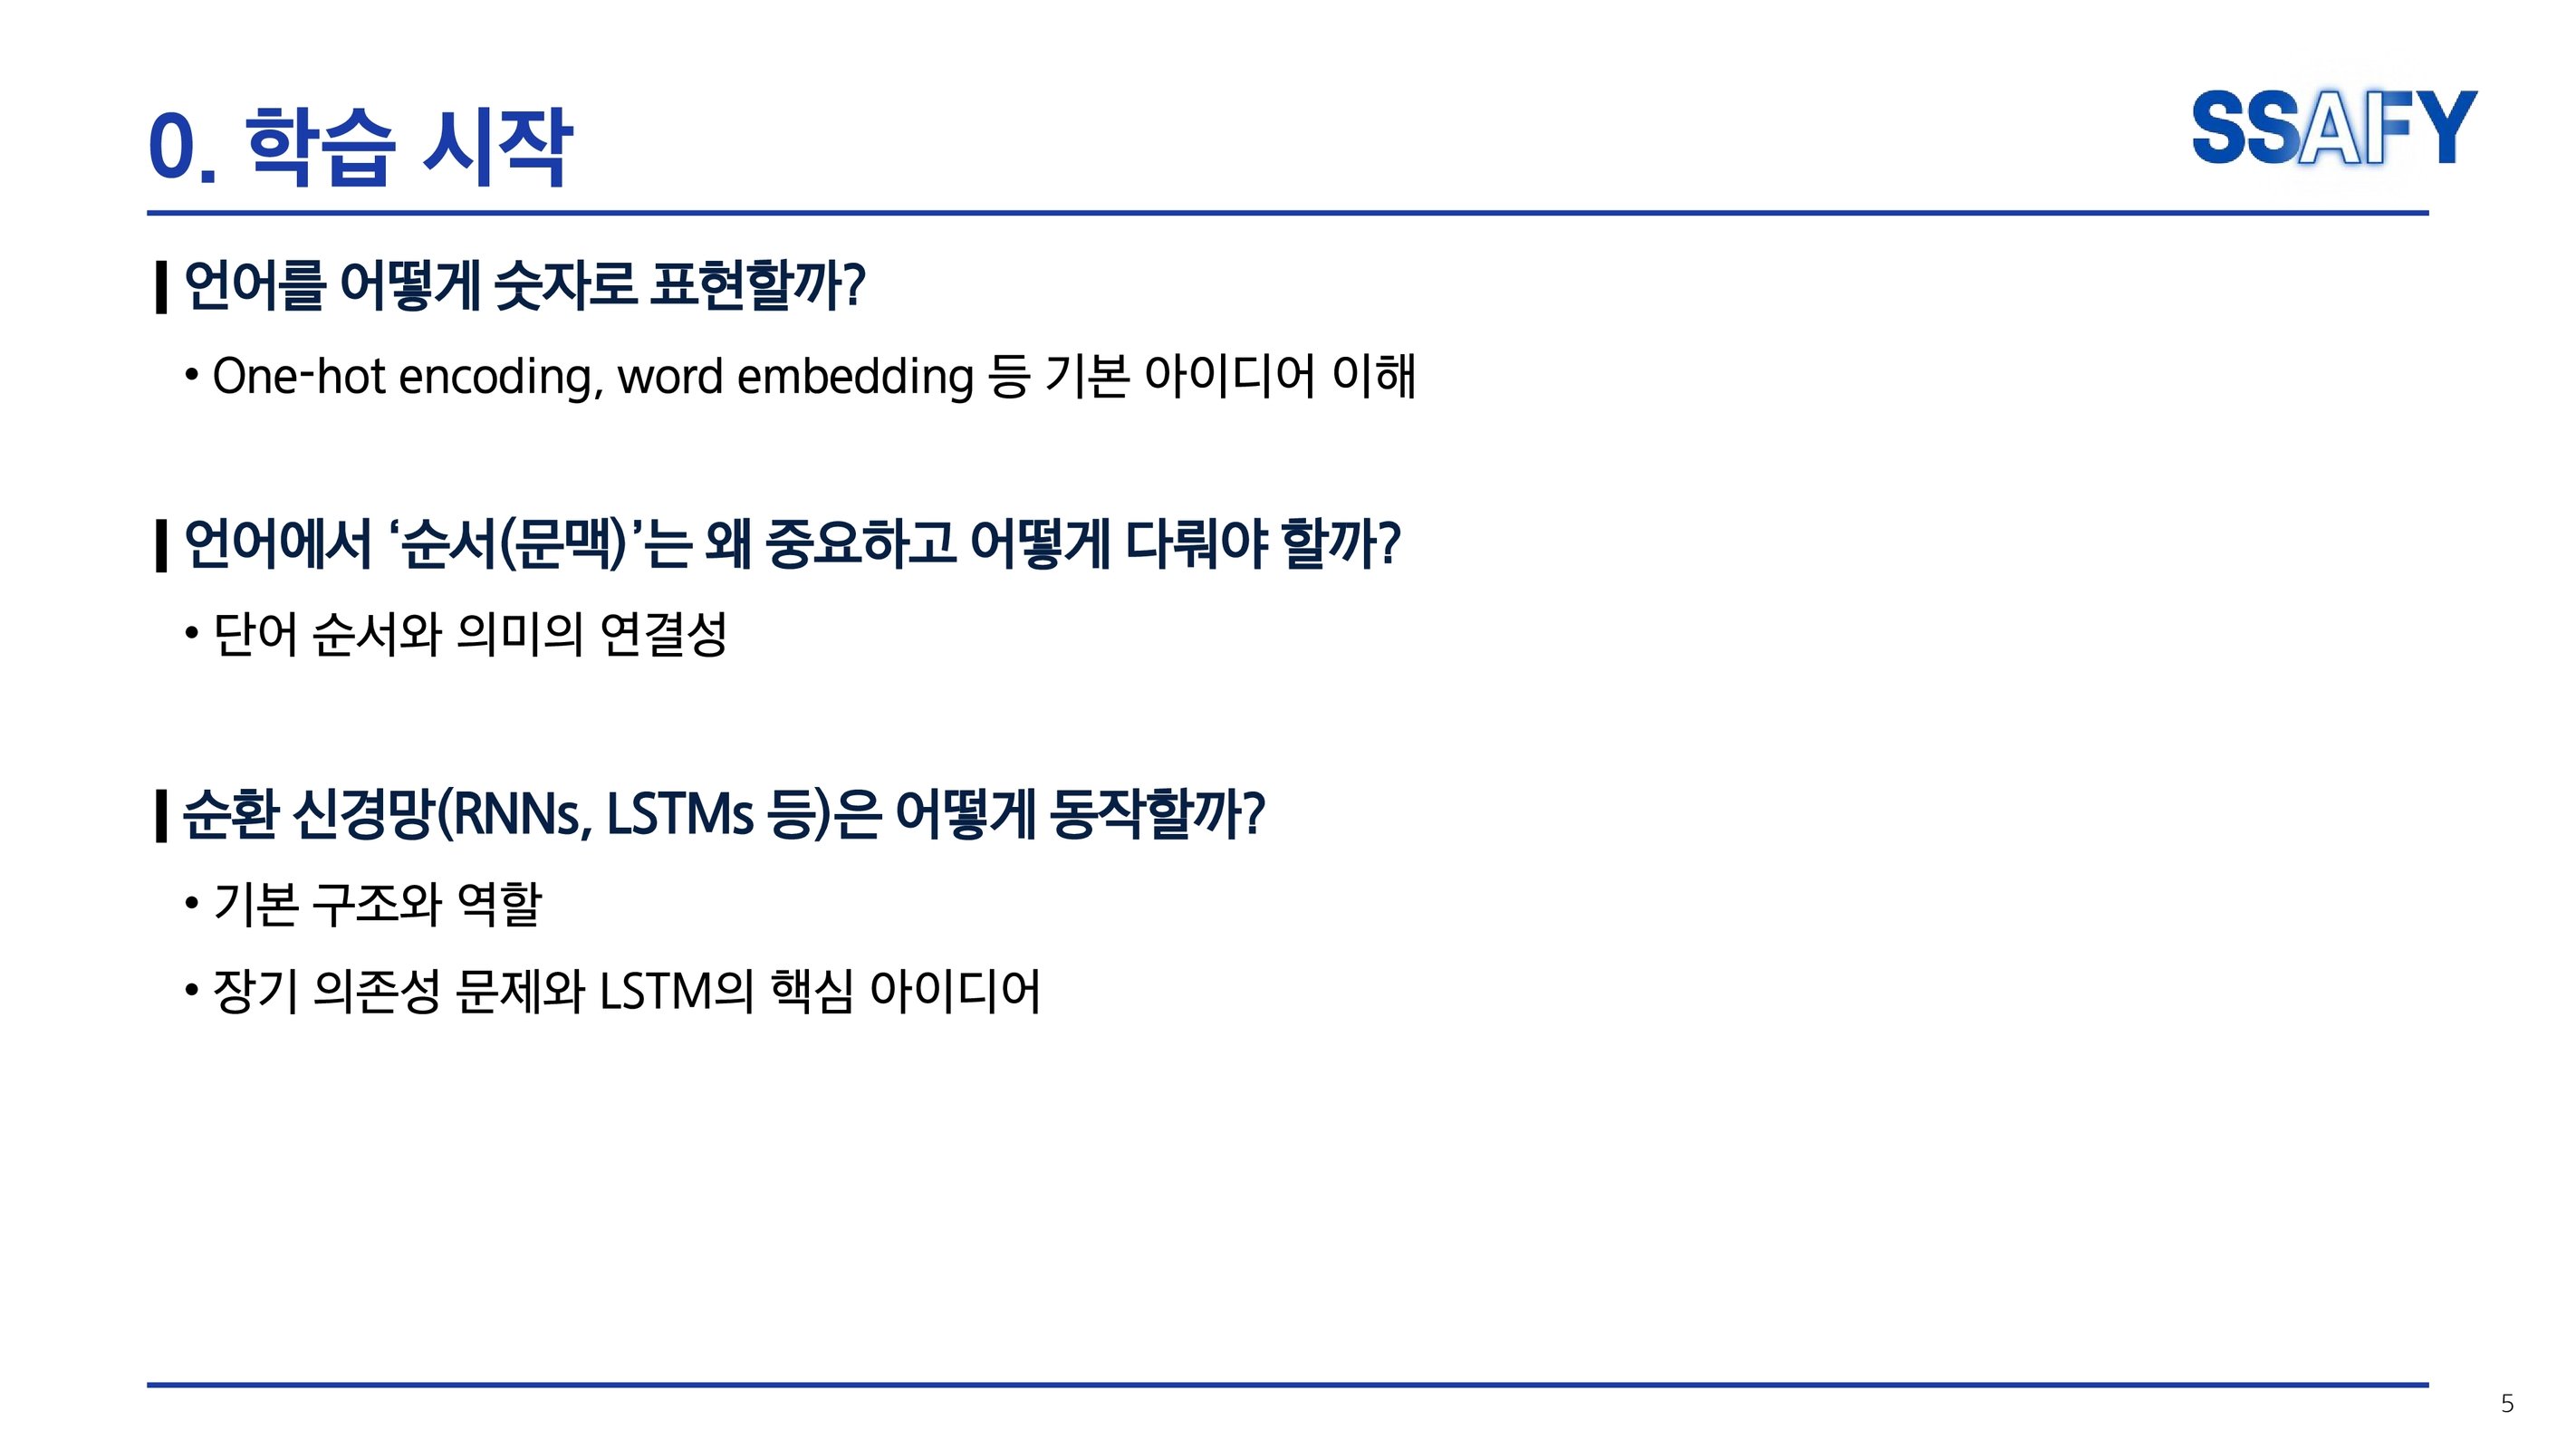 0. 학습 시작
SSAFY
언어를 어떻게 숫자로 표현할까?
• One-hot encoding, word embedding 등 기본 아이디어 이해
언어에서 ‘순서(문맥)’는 왜 중요하고 어떻게 다뤄야 할까?
• 단어 순서와 의미의 연결성
순환 신경망(RNNs, LSTMs 등)은 어떻게 동작할까?
• 기본 구조와 역할
• 장기 의존성 문제와 LSTM의 핵심 아이디어
5